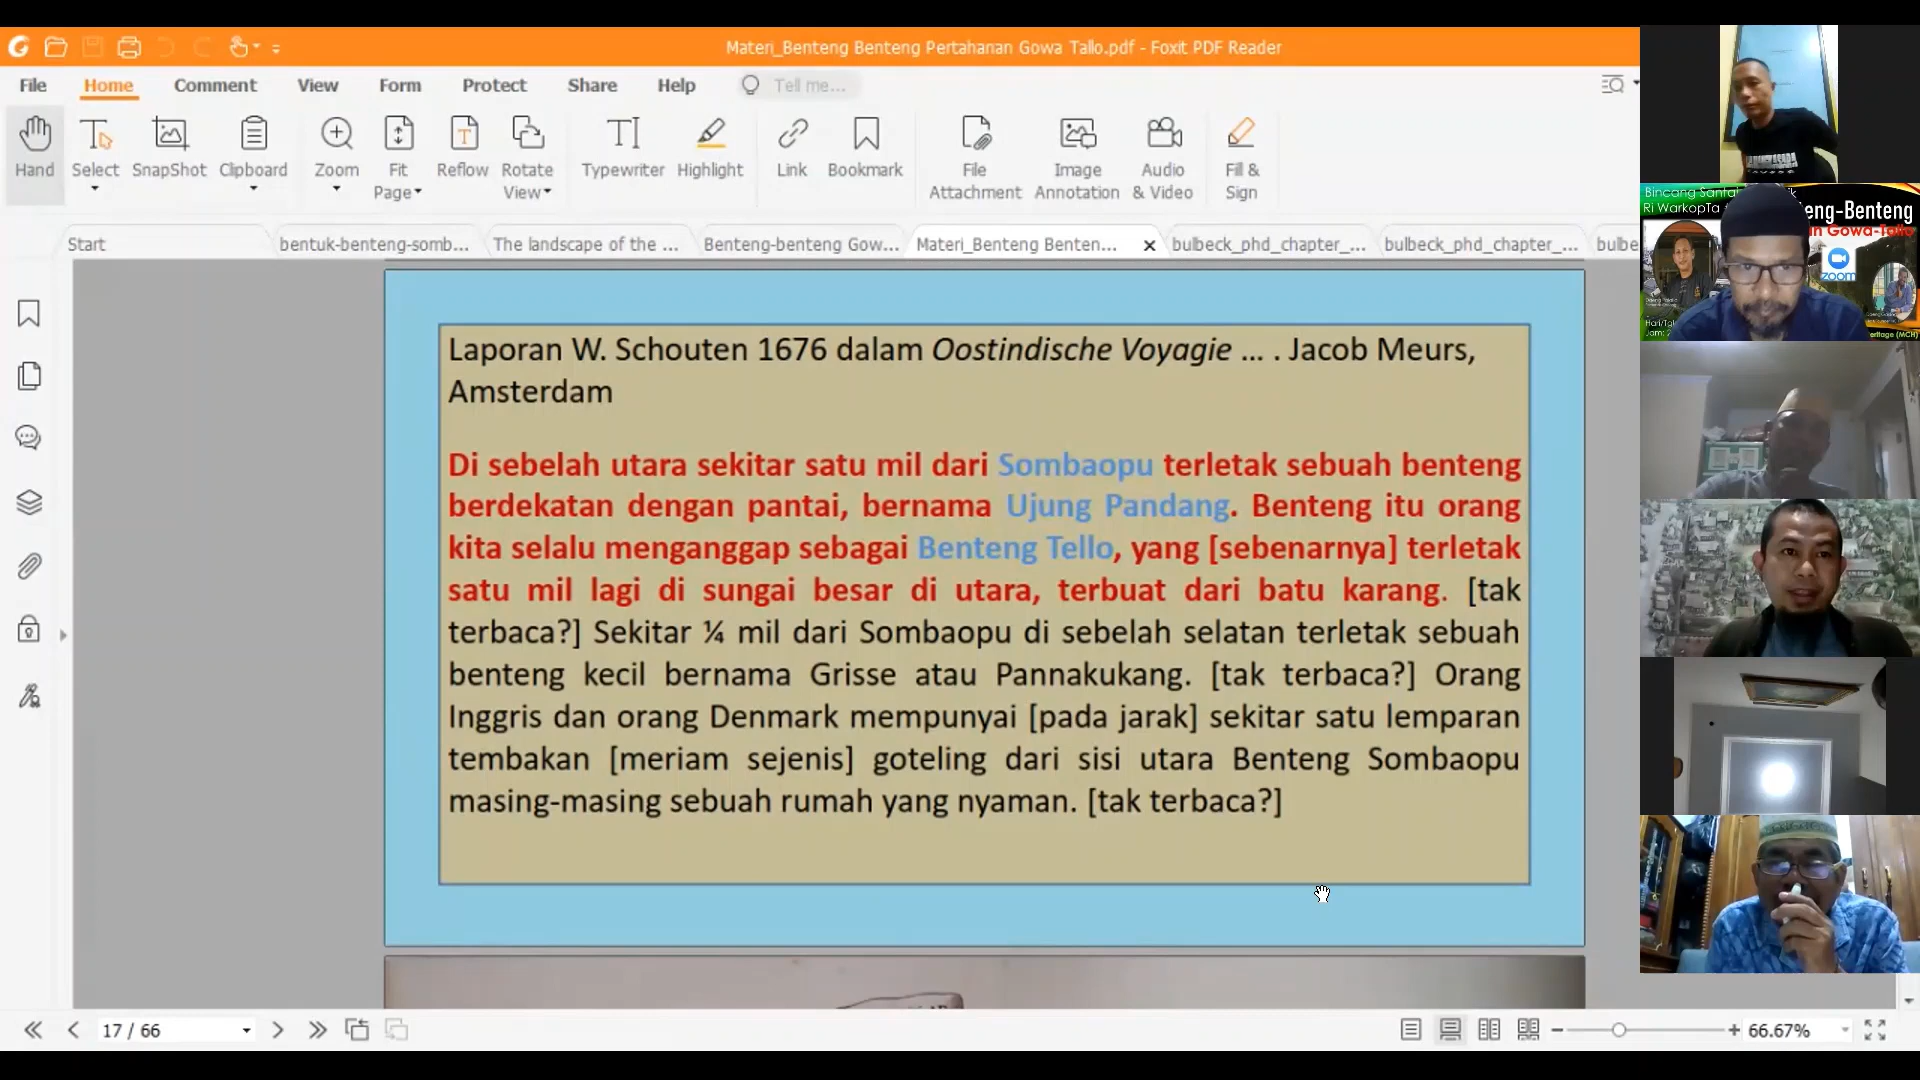 Materi_Benteng Benteng Pertahanan Gowa Tallo.pdf - Foxit PDF Reader
File Home Comment View Form Protect Share Help Tell me...
Hand Select SnapShot Clipboard Zoom Fit Page Reflow Rotate View Typewriter Highlight Link Bookmark File Attachment Image Annotation Audio & Video Fill & Sign
Start bentuk-benteng-somb... The landscape of the ... Benteng-benteng Gow... Materi_Benteng Benten... bulbeck_phd_chapter_... bulbeck_phd_chapter_... bulbe
Laporan W. Schouten 1676 dalam Oostindische Voyagie ... . Jacob Meurs,
Amsterdam
Di sebelah utara sekitar satu mil dari Sombaopu terletak sebuah benteng
berdekatan dengan pantai, bernama Ujung Pandang. Benteng itu orang
kita selalu menganggap sebagai Benteng Tello, yang [sebenarnya] terletak
satu mil lagi di sungai besar di utara, terbuat dari batu karang. [tak
terbaca?] Sekitar ¼ mil dari Sombaopu di sebelah selatan terletak sebuah
benteng kecil bernama Grisse atau Pannakukang. [tak terbaca?] Orang
Inggris dan orang Denmark mempunyai [pada jarak] sekitar satu lemparan
tembakan [meriam sejenis] goteling dari sisi utara Benteng Sombaopu
masing-masing sebuah rumah yang nyaman. [tak terbaca?]
17 / 66
66.67%
Bincang Santai
Ri WarkopTa
eng-Benteng
n Gowa-Tallo
zoom